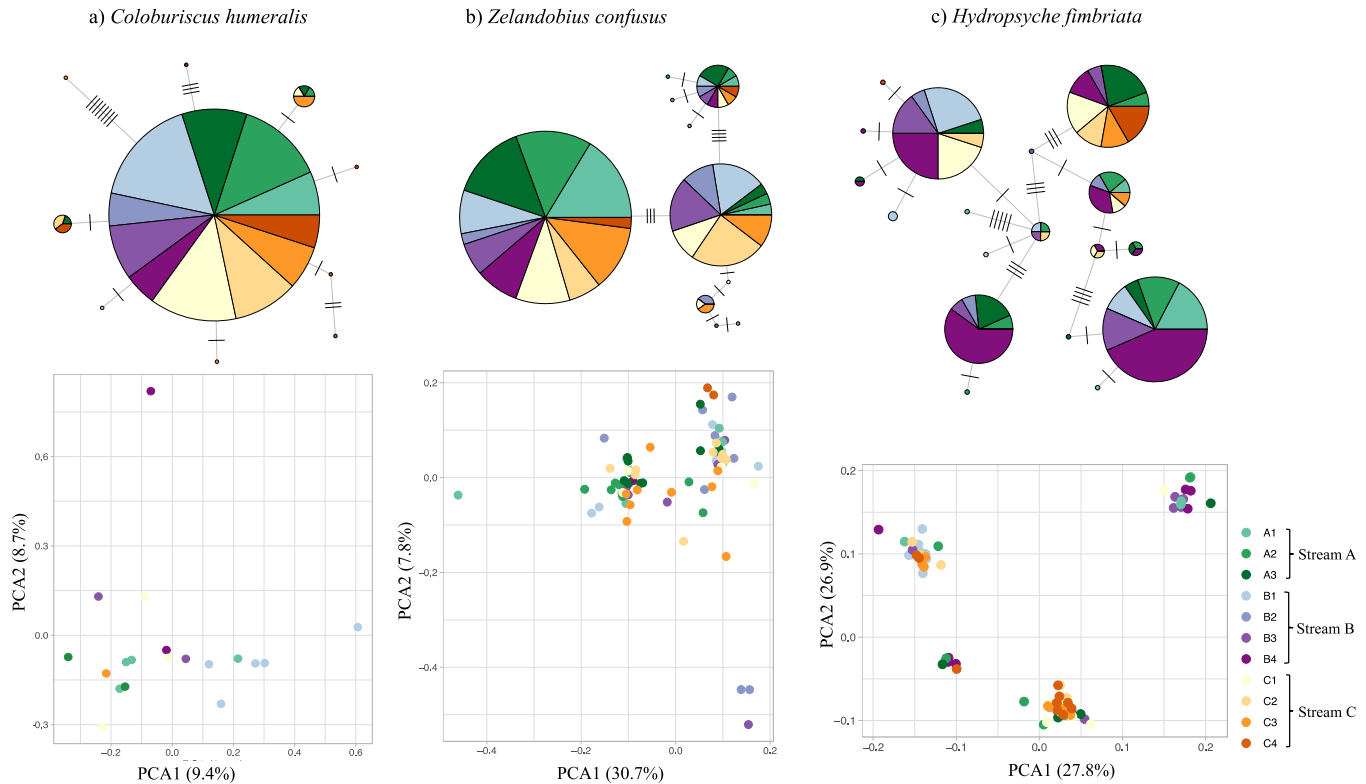 a) Coloburiscus humeralis
b) Zelandobius confusus
c) Hydropsyche fimbriata
PCA2 (8.7%)
0,6
0,3
0.0
−0,3
−0.2
0.0
0.2
0.4
0.6
PCA1 (9.4%)
PCA2 (7.8%)
0.2
0.0
−0.2
−0.4
−0.4
−0.2
0.0
0.2
PCA1 (30.7%)
PCA2 (26.9%)
0.2
0.1
0.0
−0.1
−0.2
−0.1
0.0
0.1
0.2
PCA1 (27.8%)
A1
A2
A3
Stream A
B1
B2
B3
B4
Stream B
C1
C2
C3
C4
Stream C